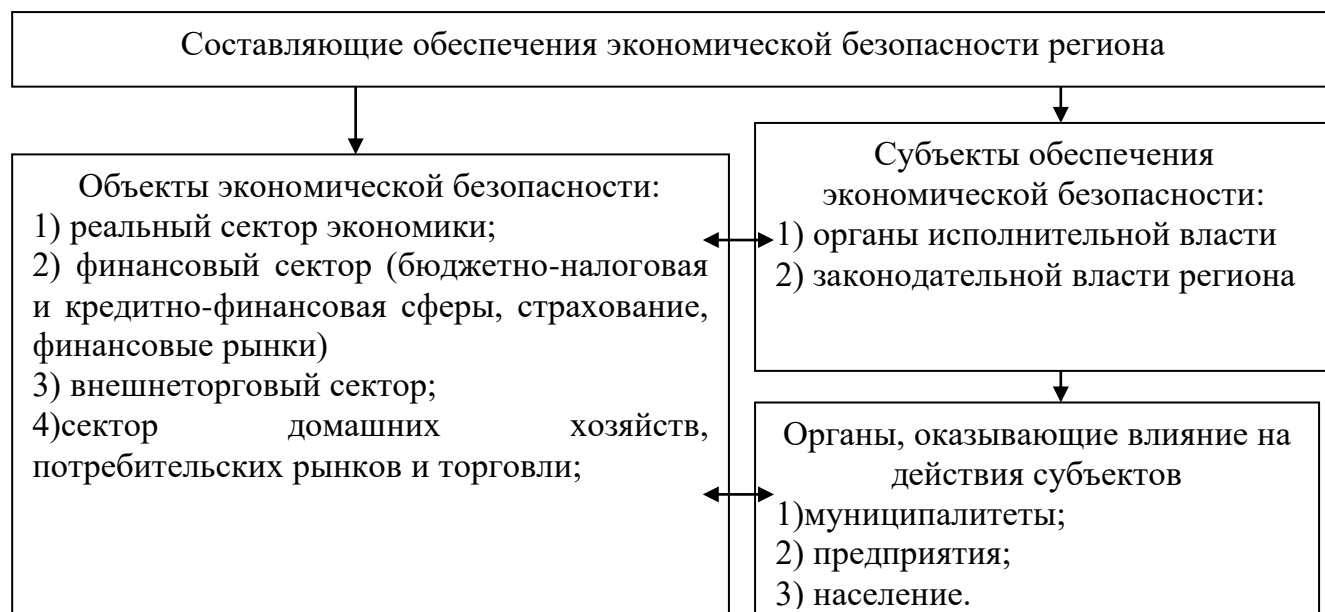 Составляющие обеспечения экономической безопасности региона
Объекты экономической безопасности:
1) реальный сектор экономики;
2) финансовый сектор (бюджетно-налоговая
и кредитно-финансовая сферы, страхование,
финансовые рынки)
3) внешнеторговый сектор;
4)сектор домашних хозяйств,
потребительских рынков и торговли;
Субъекты обеспечения
экономической безопасности:
1) органы исполнительной власти
2) законодательной власти региона
Органы, оказывающие влияние на
действия субъектов
1)муниципалитеты;
2) предприятия;
3) население.